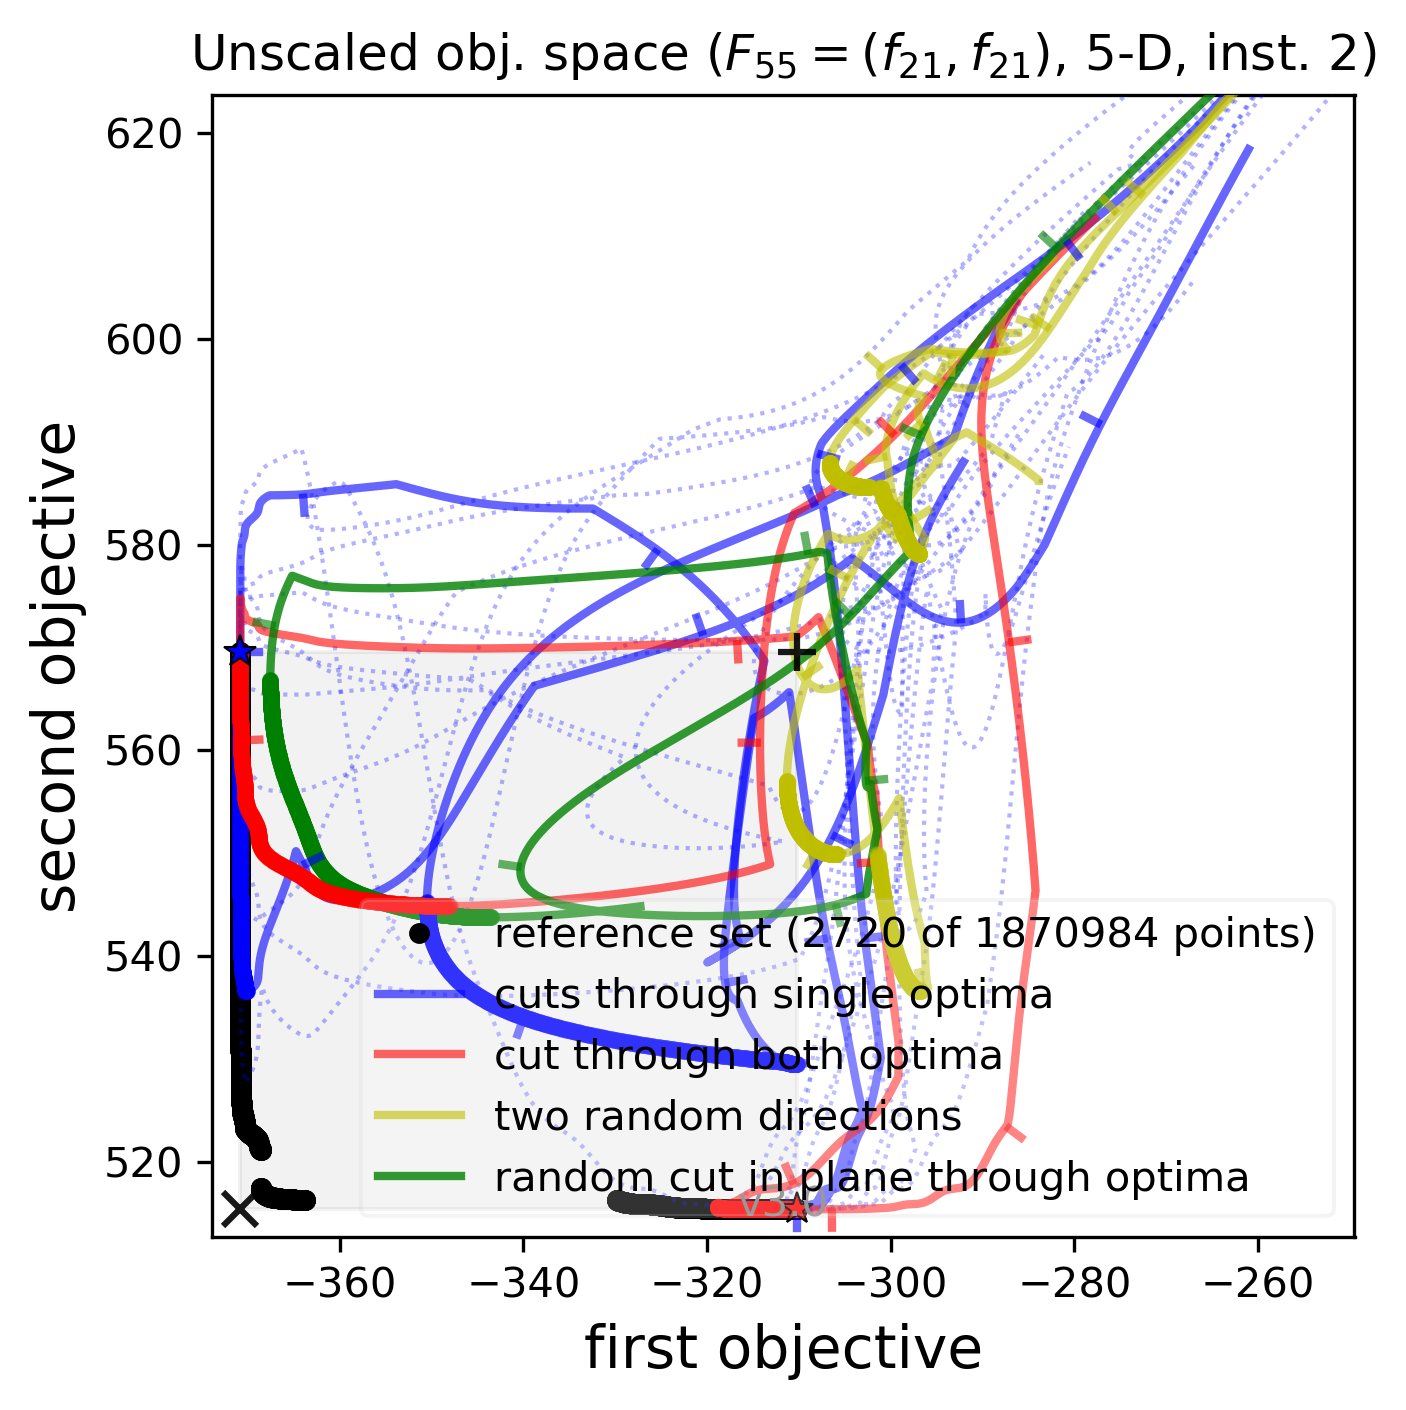 Unscaled obj. space (F₅₅ = (f₂₁, f₂₁), 5-D, inst. 2)
620
600
580
560
540
520
second objective
reference set (2720 of 1870984 points)
cuts through single optima
cut through both optima
two random directions
random cut in plane through optima
v3.0
−360
−340
−320
−300
−280
−260
first objective